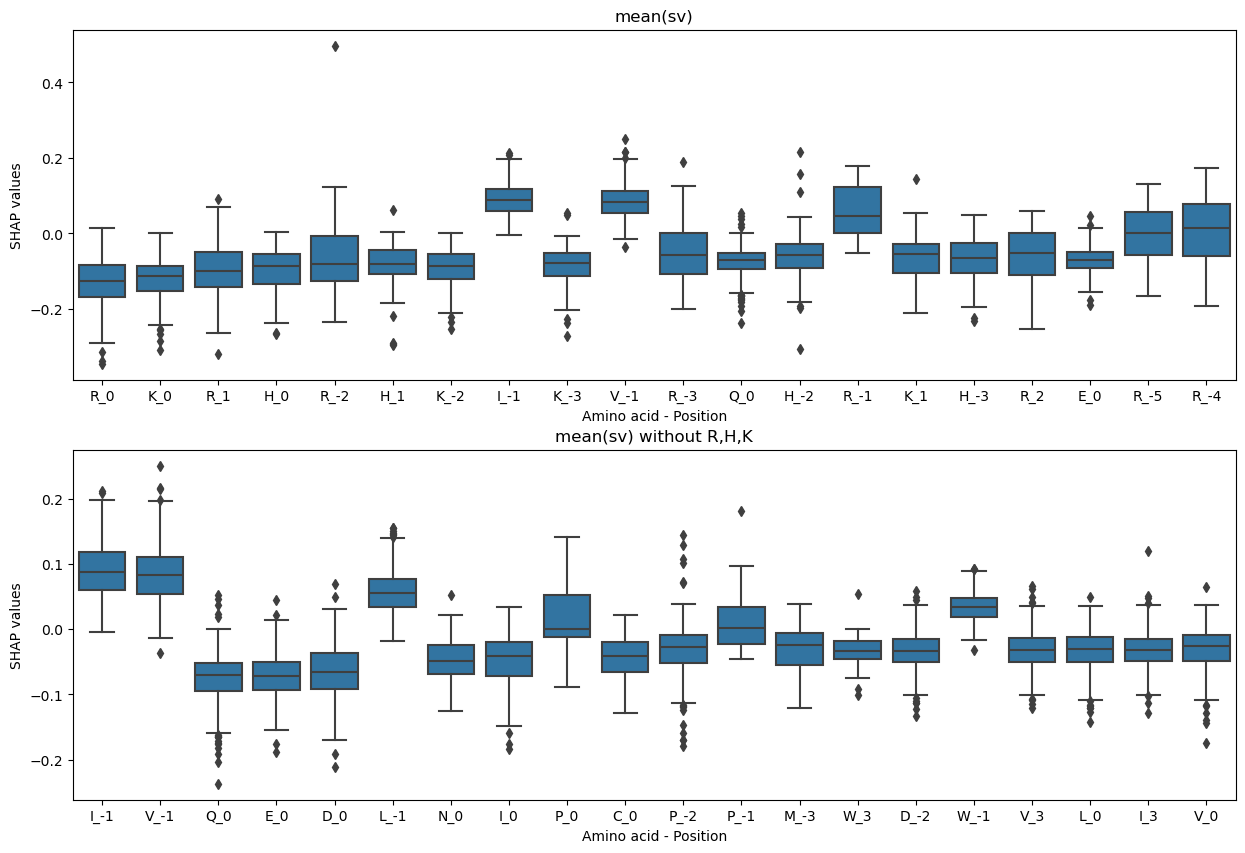 mean(sv)
SHAP values
0.4
0.2
0.0
−0.2
R_0 K_0 R_1 H_0 R_-2 H_1 K_-2 I_-1 K_-3 V_-1 R_-3 Q_0 H_-2 R_-1 K_1 H_-3 R_2 E_0 R_-5 R_-4
Amino acid - Position
mean(sv) without R,H,K
SHAP values
0.2
0.1
0.0
−0.1
−0.2
I_-1 V_-1 Q_0 E_0 D_0 L_-1 N_0 I_0 P_0 C_0 P_-2 P_-1 M_-3 W_3 D_-2 W_-1 V_3 L_0 I_3 V_0
Amino acid - Position